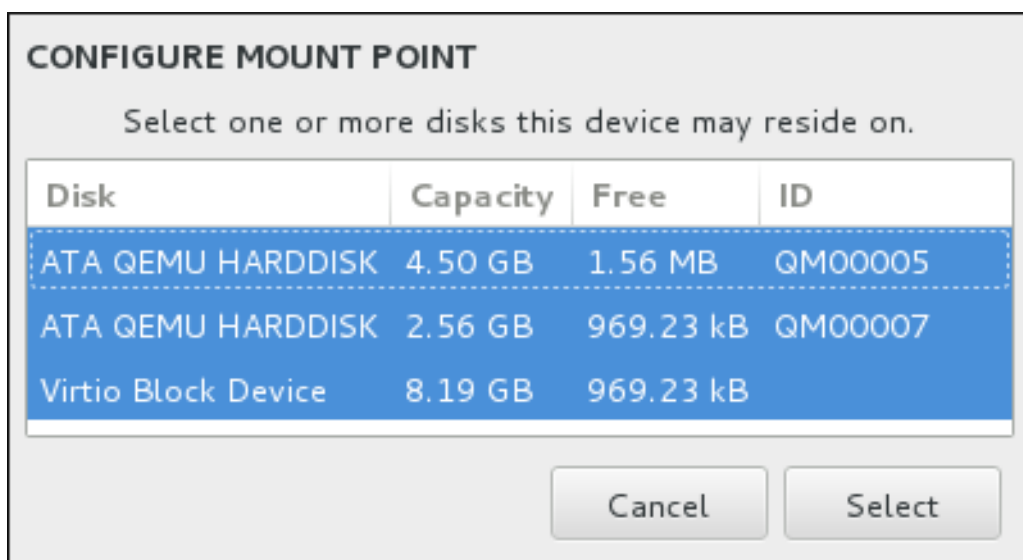 CONFIGURE MOUNT POINT
Select one or more disks this device may reside on.
Disk Capacity Free ID
ATA QEMU HARDDISK 4.50 GB 1.56 MB QM00005
ATA QEMU HARDDISK 2.56 GB 969.23 kB QM00007
Virtio Block Device 8.19 GB 969.23 kB
Cancel Select